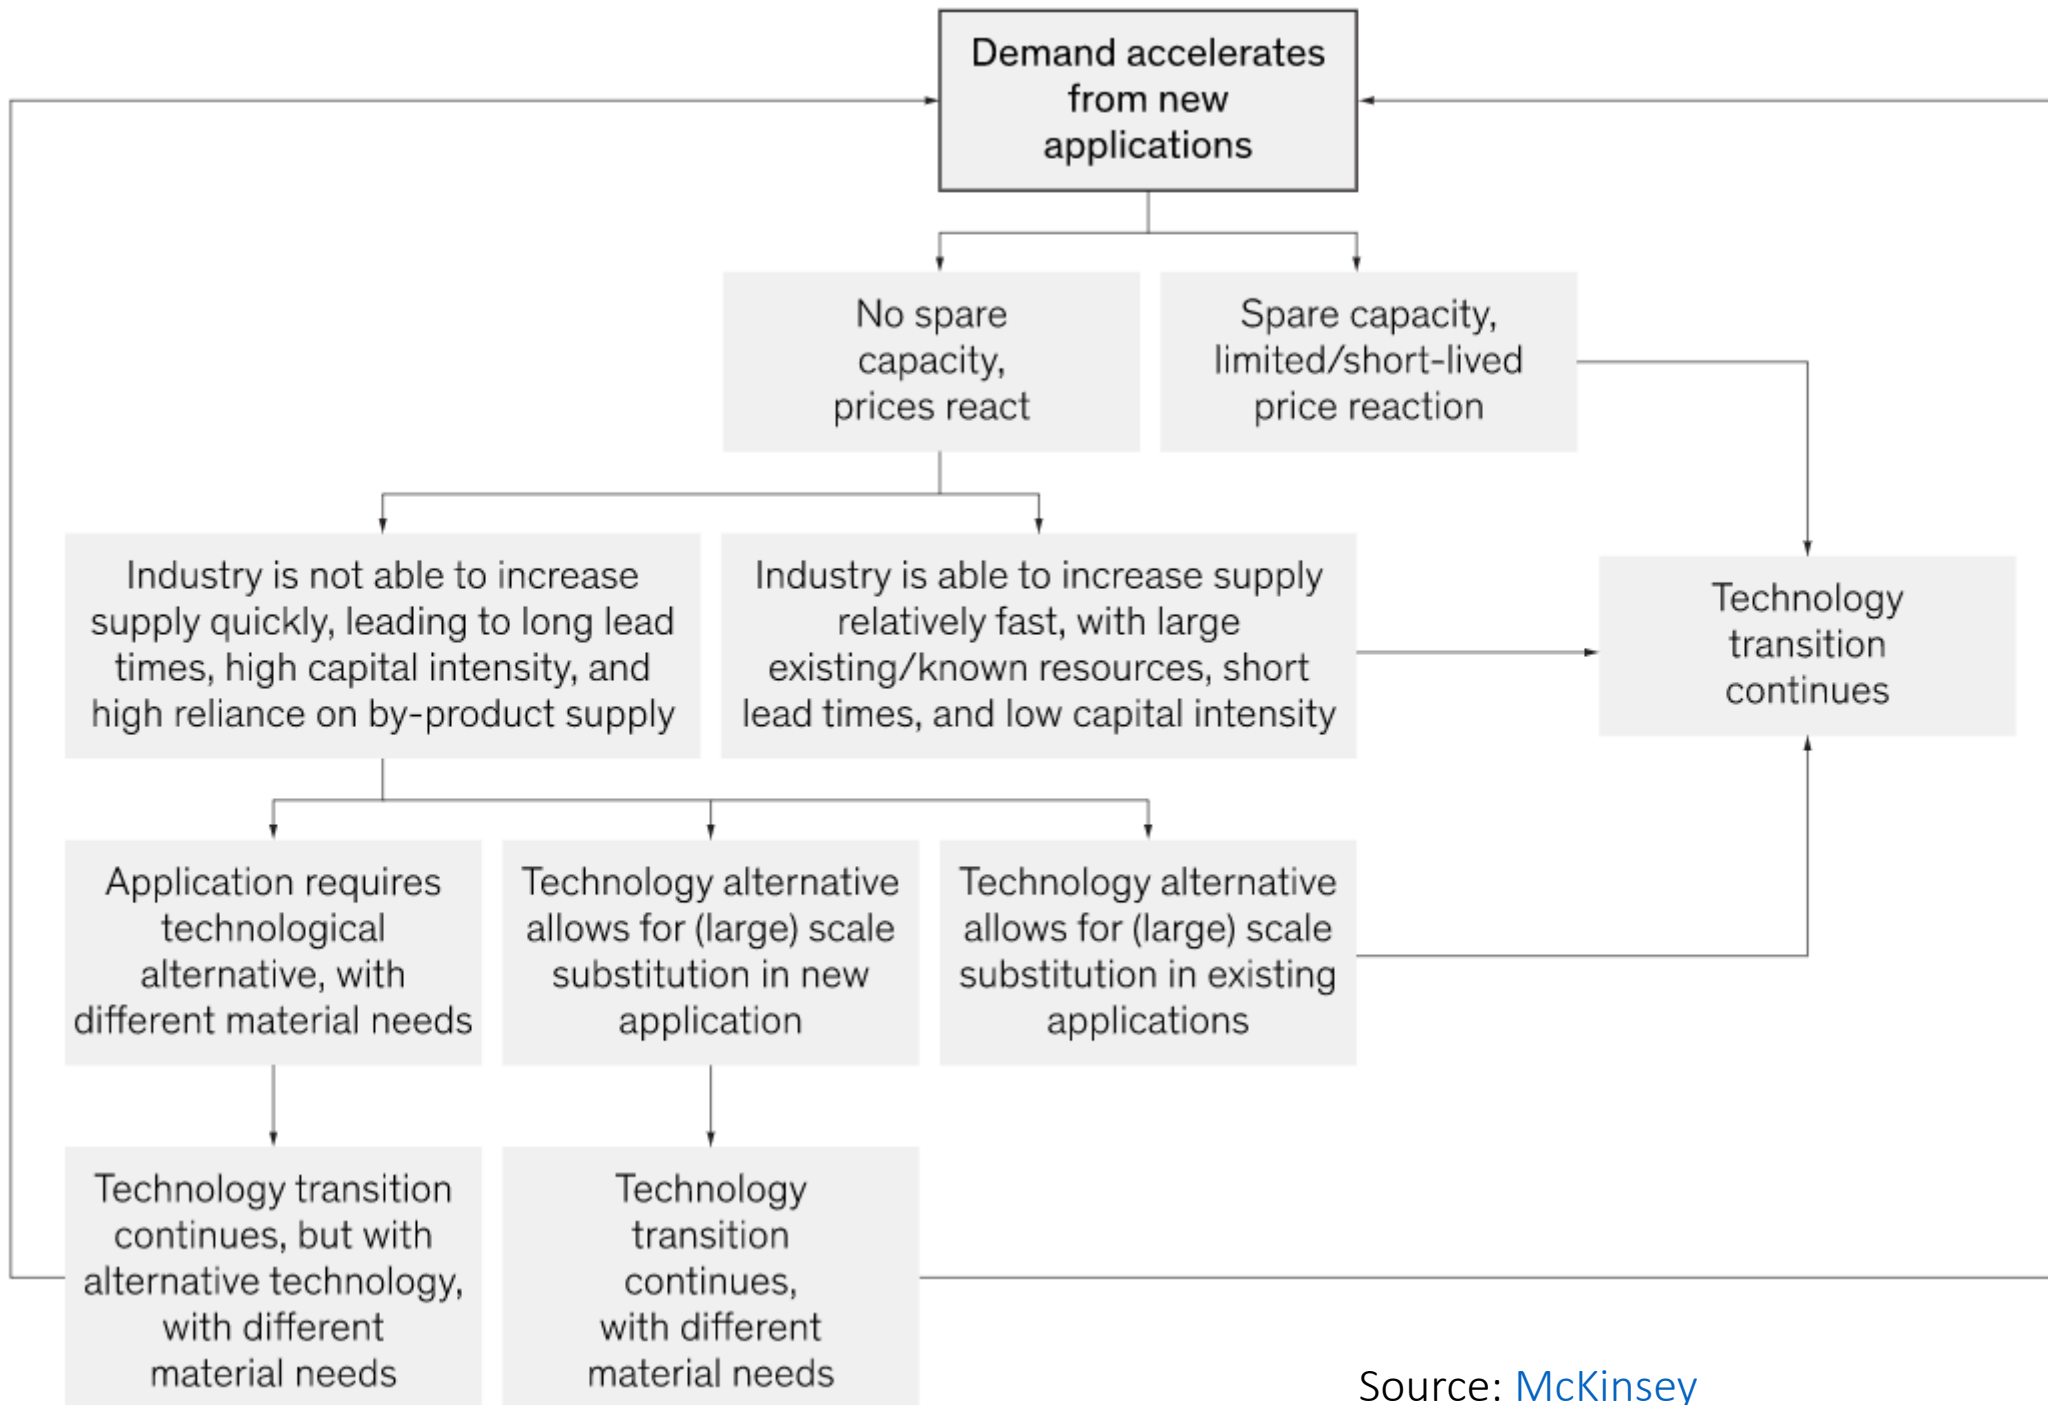 Demand accelerates
from new
applications
No spare
capacity,
prices react
Spare capacity,
limited/short-lived
price reaction
Industry is not able to increase
supply quickly, leading to long lead
times, high capital intensity, and
high reliance on by-product supply
Industry is able to increase supply
relatively fast, with large
existing/known resources, short
lead times, and low capital intensity
Technology
transition
continues
Application requires
technological
alternative, with
different material needs
Technology alternative
allows for (large) scale
substitution in new
application
Technology alternative
allows for (large) scale
substitution in existing
applications
Technology transition
continues, but with
alternative technology,
with different
material needs
Technology
transition
continues,
with different
material needs
Source: McKinsey